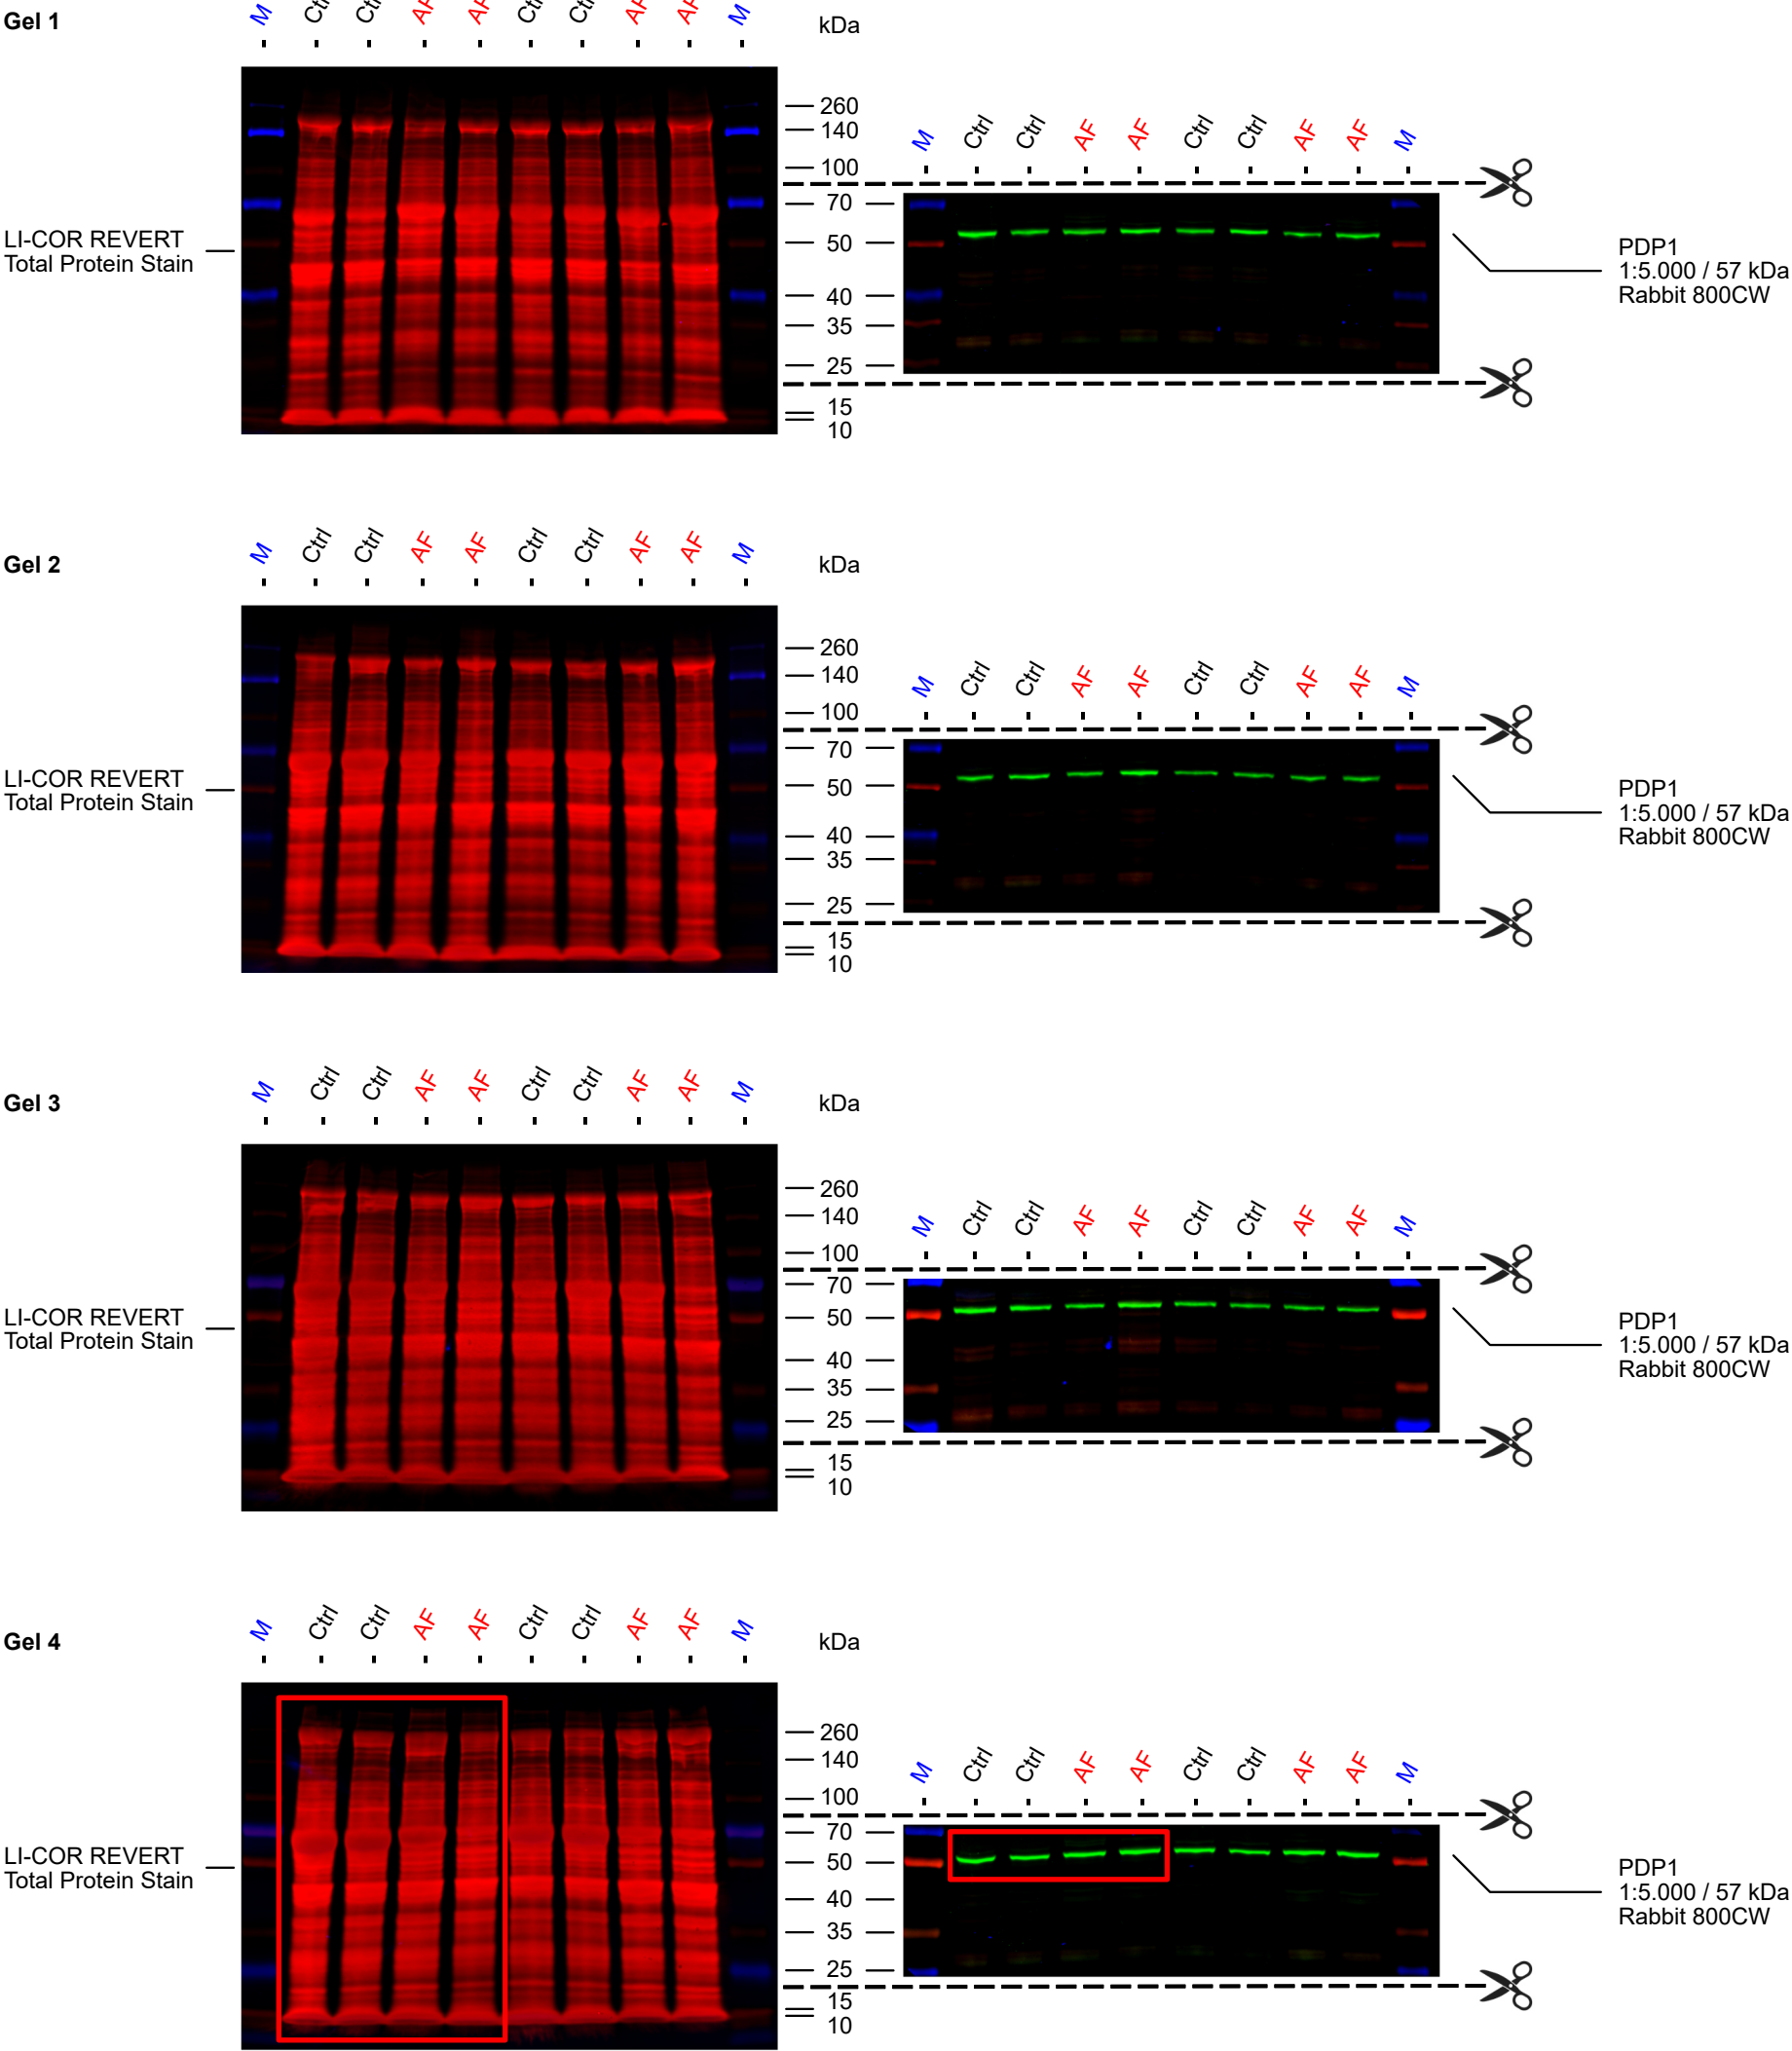 Gel 1
M Ctrl Ctrl AF AF Ctrl Ctrl AF AF M
kDa
260
140
100
70
50
40
35
25
15
10
LI-COR REVERT
Total Protein Stain
M Ctrl Ctrl AF AF Ctrl Ctrl AF AF M
PDP1
1:5.000 / 57 kDa
Rabbit 800CW
Gel 2
M Ctrl Ctrl AF AF Ctrl Ctrl AF AF M
kDa
260
140
100
70
50
40
35
25
15
10
LI-COR REVERT
Total Protein Stain
M Ctrl Ctrl AF AF Ctrl Ctrl AF AF M
PDP1
1:5.000 / 57 kDa
Rabbit 800CW
Gel 3
M Ctrl Ctrl AF AF Ctrl Ctrl AF AF M
kDa
260
140
100
70
50
40
35
25
15
10
LI-COR REVERT
Total Protein Stain
M Ctrl Ctrl AF AF Ctrl Ctrl AF AF M
PDP1
1:5.000 / 57 kDa
Rabbit 800CW
Gel 4
M Ctrl Ctrl AF AF Ctrl Ctrl AF AF M
kDa
260
140
100
70
50
40
35
25
15
10
LI-COR REVERT
Total Protein Stain
M Ctrl Ctrl AF AF Ctrl Ctrl AF AF M
PDP1
1:5.000 / 57 kDa
Rabbit 800CW